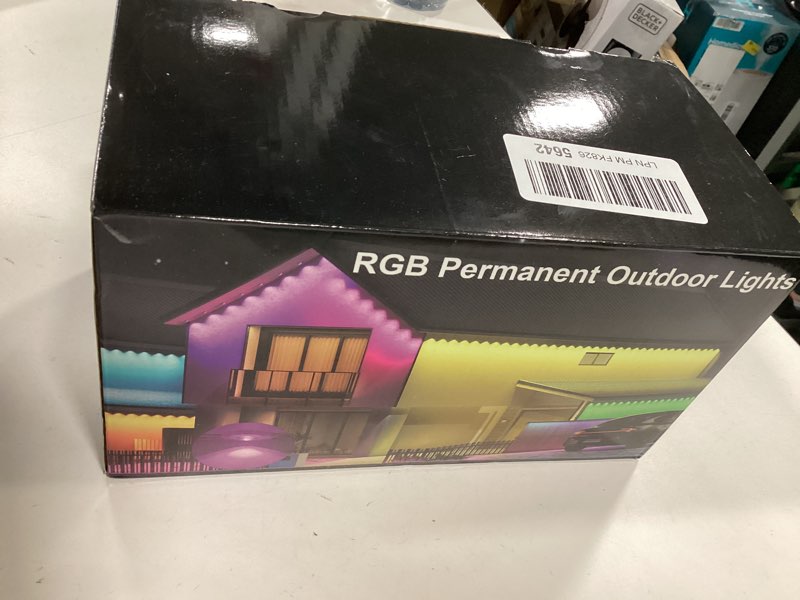 BLACK+
DECKER
LPN PM FK826 5642
RGB Permanent Outdoor Lights